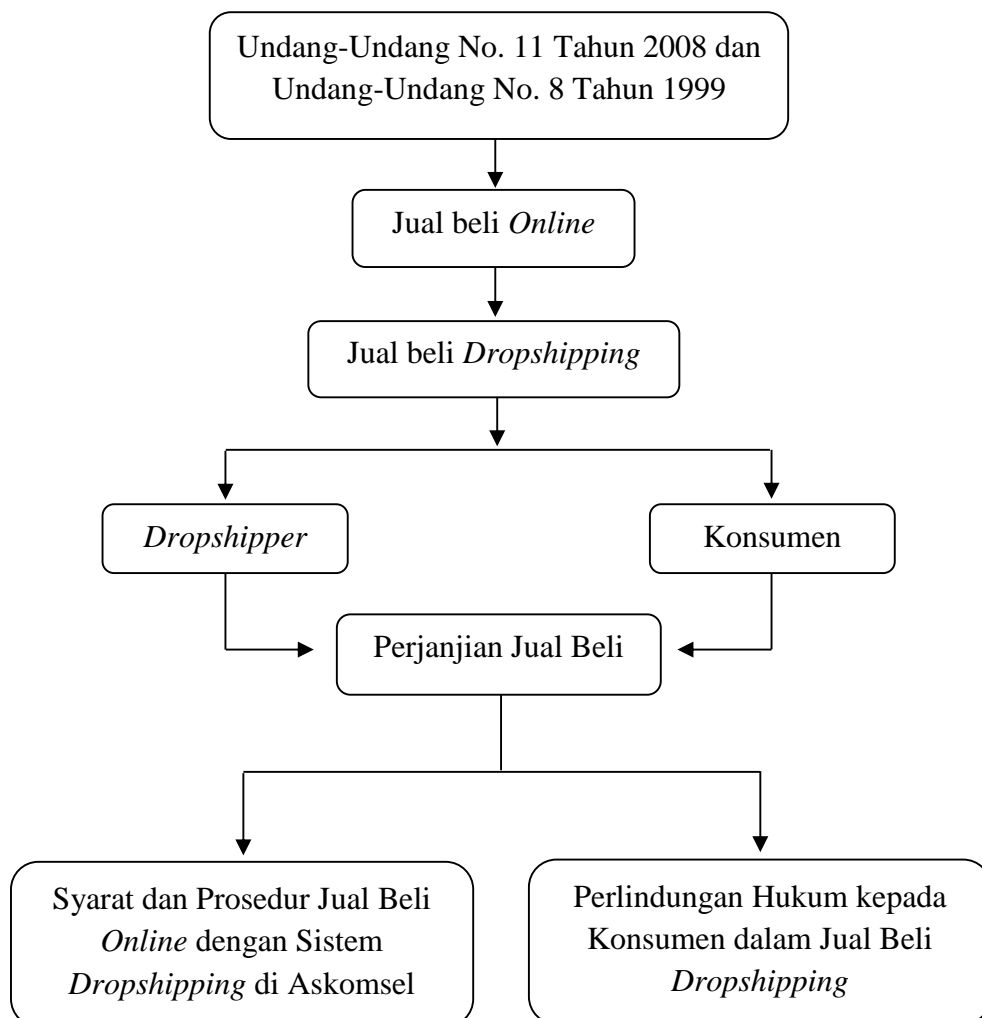 Undang-Undang No. 11 Tahun 2008 dan
Undang-Undang No. 8 Tahun 1999
Jual beli Online
Jual beli Dropshipping
Dropshipper
Konsumen
Perjanjian Jual Beli
Syarat dan Prosedur Jual Beli
Online dengan Sistem
Dropshipping di Askomsel
Perlindungan Hukum kepada
Konsumen dalam Jual Beli
Dropshipping